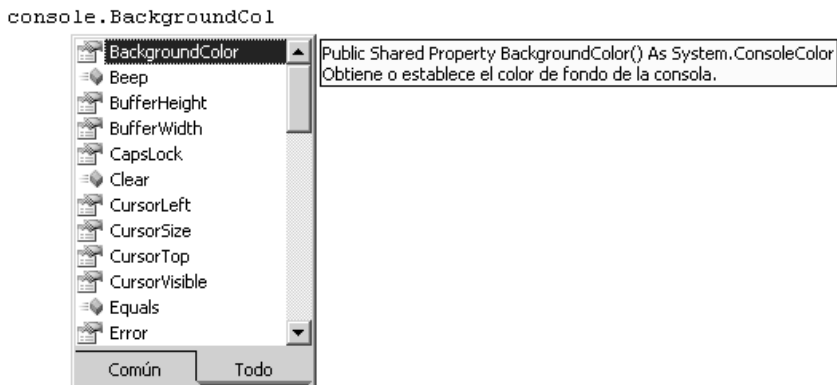 console.BackgroundCol
BackgroundColor
Public Shared Property BackgroundColor() As System.ConsoleColor
Obtiene o establece el color de fondo de la consola.
Beep
BufferHeight
BufferWidth
CapsLock
Clear
CursorLeft
CursorSize
CursorTop
CursorVisible
Equals
Error
Común Todo